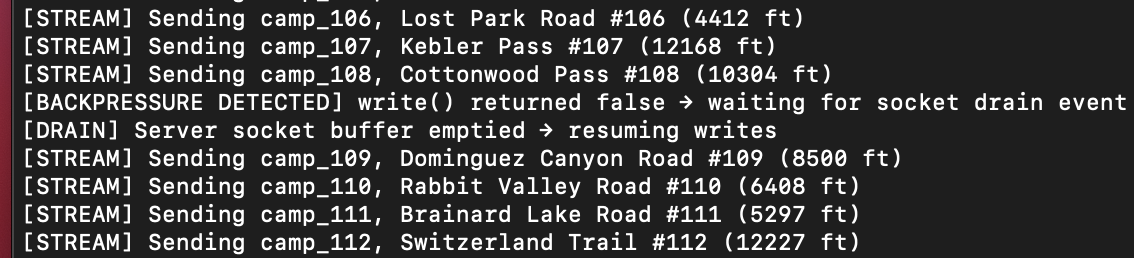 [STREAM] Sending camp_106, Lost Park Road #106 (4412 ft)
[STREAM] Sending camp_107, Kebler Pass #107 (12168 ft)
[STREAM] Sending camp_108, Cottonwood Pass #108 (10304 ft)
[BACKPRESSURE DETECTED] write() returned false → waiting for socket drain event
[DRAIN] Server socket buffer emptied → resuming writes
[STREAM] Sending camp_109, Dominguez Canyon Road #109 (8500 ft)
[STREAM] Sending camp_110, Rabbit Valley Road #110 (6408 ft)
[STREAM] Sending camp_111, Brainard Lake Road #111 (5297 ft)
[STREAM] Sending camp_112, Switzerland Trail #112 (12227 ft)